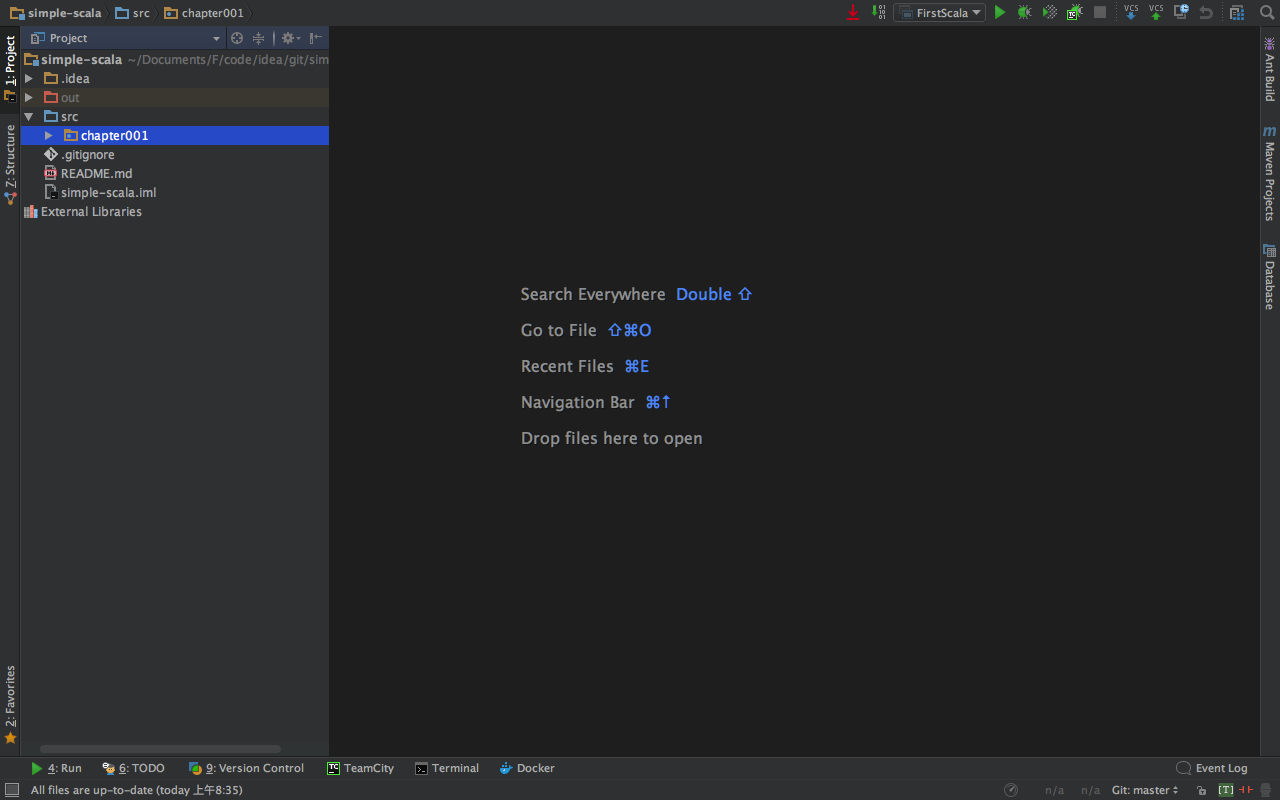 simple-scala src chapter001 FirstScala VCS VCS
Project
simple-scala ~/Documents/F/code/idea/git/sim
.idea
out
src
chapter001
.gitignore
README.md
simple-scala.iml
External Libraries
1: Project
7: Structure
2: Favorites
Search Everywhere Double ⇧
Go to File ⇧⌘O
Recent Files ⌘E
Navigation Bar ⌘↑
Drop files here to open
Ant Build
m Maven Projects
Database
4: Run 6: TODO 9: Version Control TC TeamCity Terminal Docker Event Log
All files are up-to-date (today 上午8:35) n/a n/a Git: master [T]